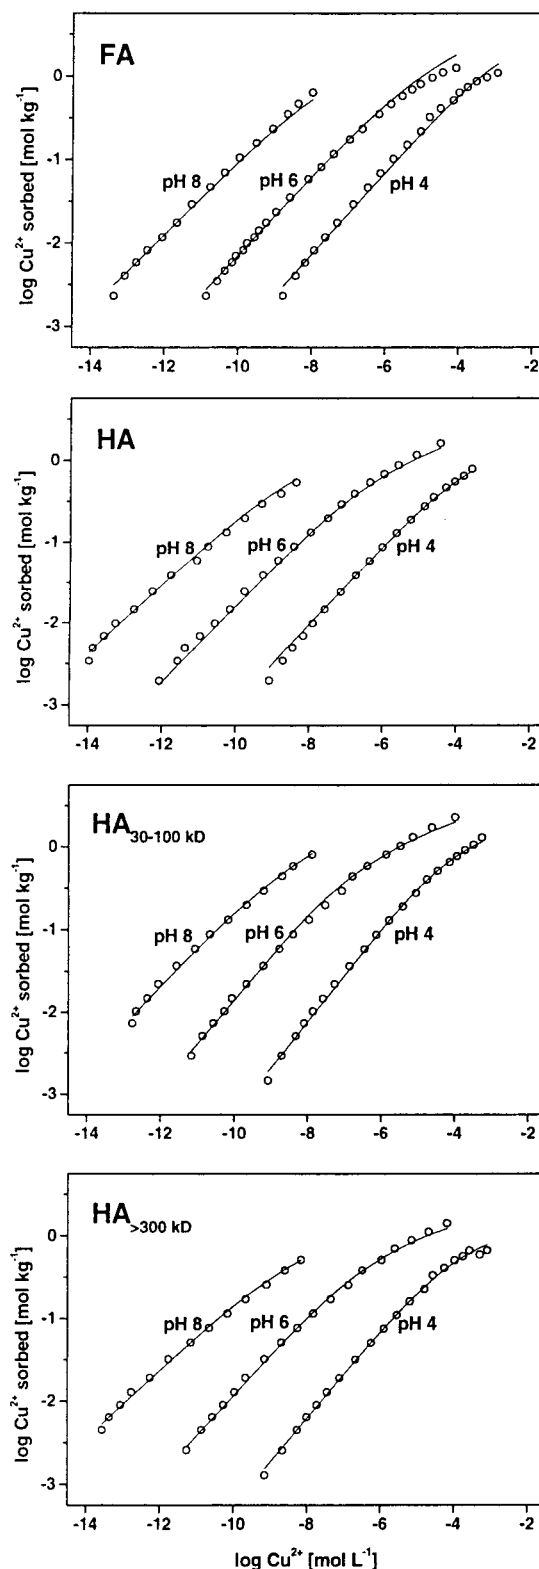 FA
0
-1
-2
-3
log Cu²⁺ sorbed [mol kg⁻¹]
pH 8
pH 6
pH 4
-14 -12 -10 -8 -6 -4 -2
HA
0
-1
-2
-3
log Cu²⁺ sorbed [mol kg⁻¹]
pH 8
pH 6
pH 4
-14 -12 -10 -8 -6 -4 -2
HA30-100 kD
0
-1
-2
-3
log Cu²⁺ sorbed [mol kg⁻¹]
pH 8
pH 6
pH 4
-14 -12 -10 -8 -6 -4 -2
HA>300 kD
0
-1
-2
-3
log Cu²⁺ sorbed [mol kg⁻¹]
pH 8
pH 6
pH 4
-14 -12 -10 -8 -6 -4 -2
log Cu²⁺ [mol L⁻¹]